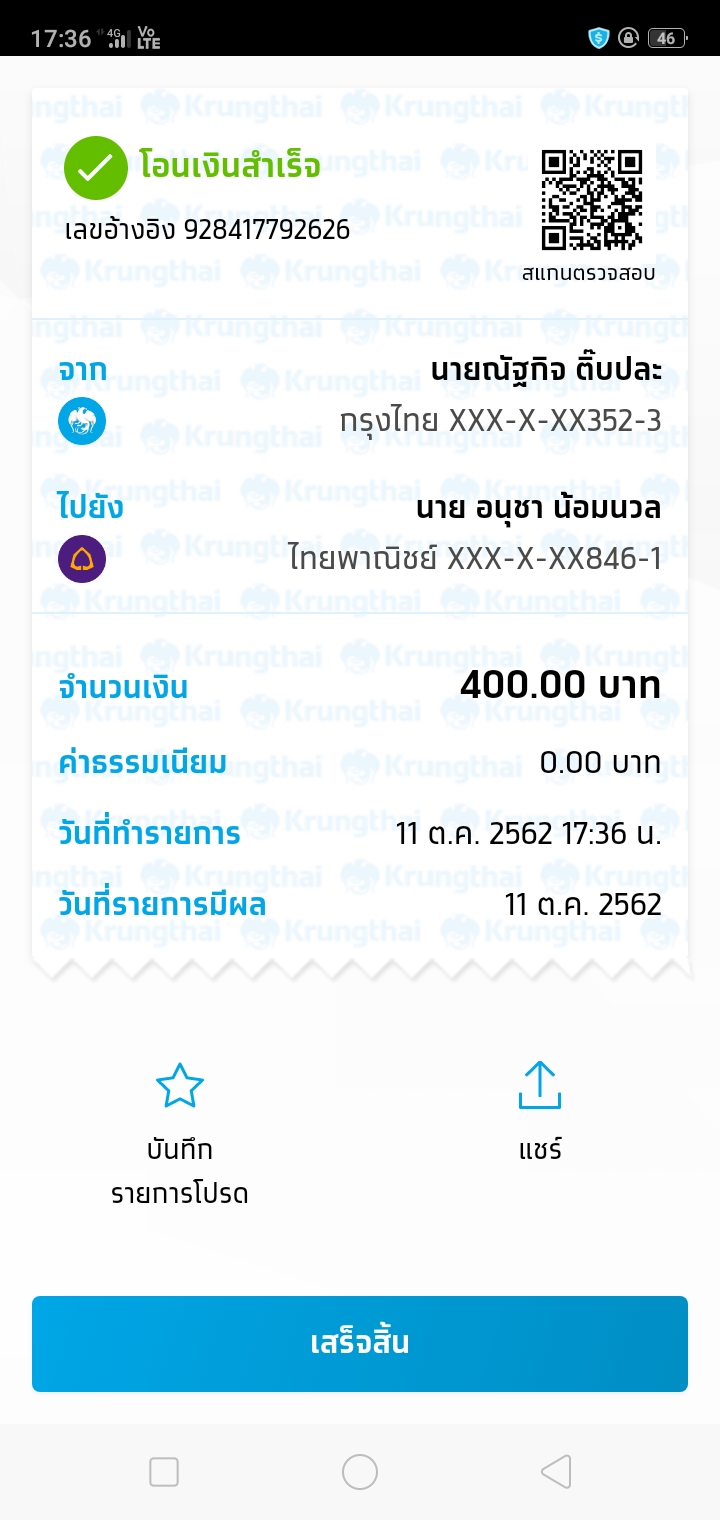 17:36 4G Vo LTE 46
โอนเงินสำเร็จ
เลขอ้างอิง 928417792626
สแกนตรวจสอบ
จาก นายณัฐกิจ ติ๊บปละ
กรุงไทย XXX-X-XX352-3
ไปยัง นาย อนุชา น้อมนวล
ไทยพาณิชย์ XXX-X-XX846-1
จำนวนเงิน 400.00 บาท
ค่าธรรมเนียม 0.00 บาท
วันที่ทำรายการ 11 ต.ค. 2562 17:36 น.
วันที่รายการมีผล 11 ต.ค. 2562
บันทึก แชร์
รายการโปรด
เสร็จสิ้น